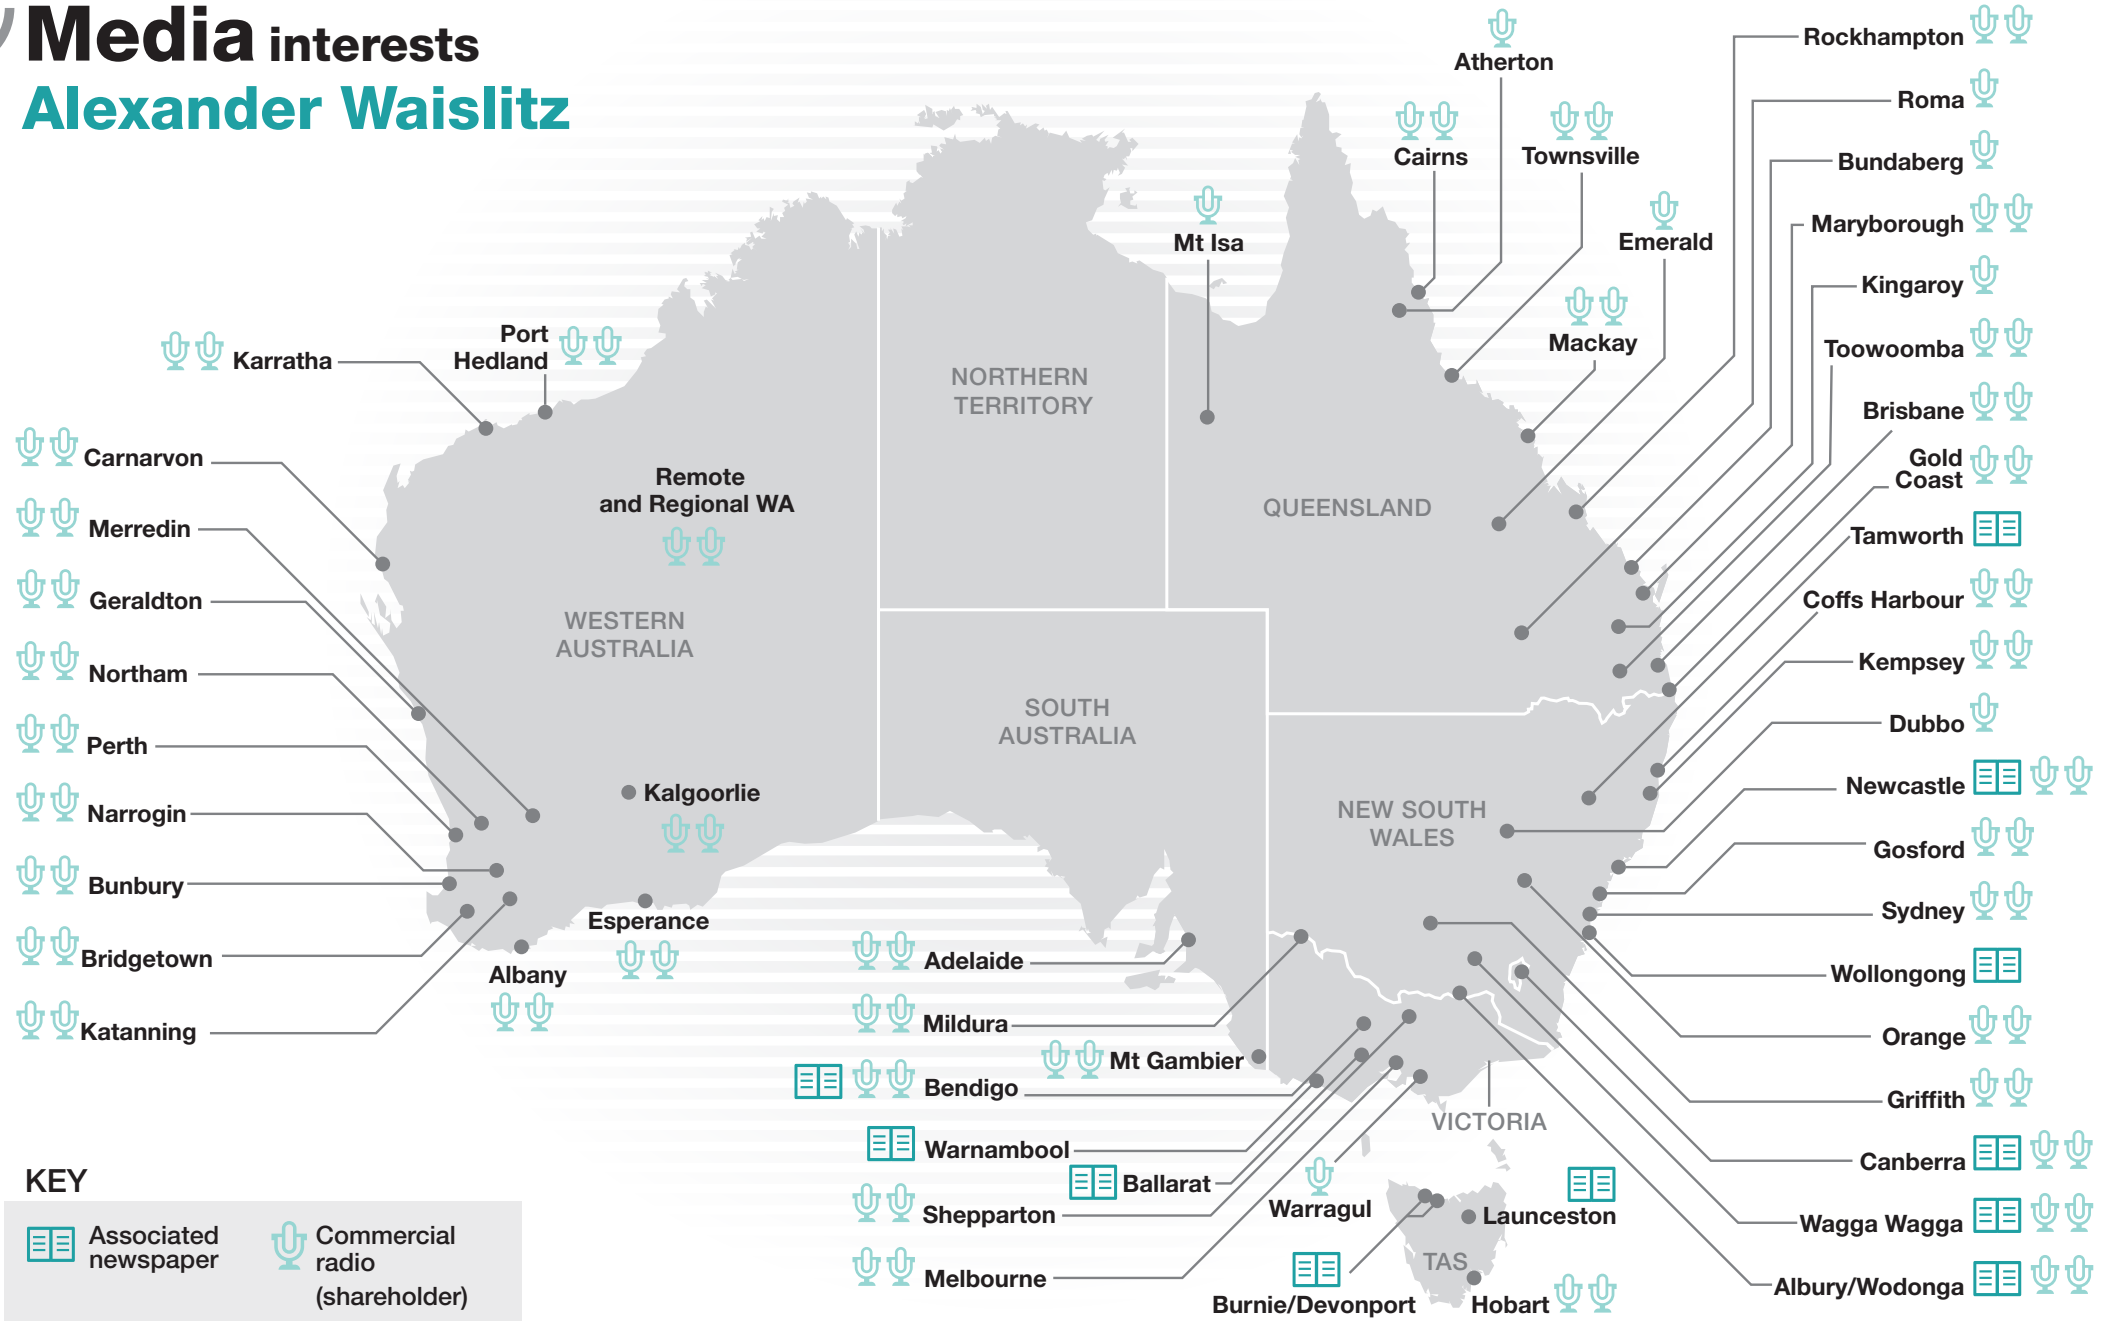 Media interests
Alexander Waislitz
Atherton
Cairns
Townsville
Mt Isa
Emerald
Mackay
Rockhampton
Roma
Bundaberg
Maryborough
Kingaroy
Toowoomba
Brisbane
Gold
Coast
Tamworth
Coffs Harbour
Kempsey
Dubbo
Newcastle
Gosford
Sydney
Wollongong
Orange
Griffith
Canberra
Wagga Wagga
Albury/Wodonga
Port
Hedland
Karratha
Carnarvon
Merredin
Geraldton
Northam
Perth
Narrogin
Bunbury
Bridgetown
Katanning
Remote
and Regional WA
WESTERN
AUSTRALIA
Kalgoorlie
Esperance
Albany
NORTHERN
TERRITORY
QUEENSLAND
SOUTH
AUSTRALIA
NEW SOUTH
WALES
Adelaide
Mildura
Mt Gambier
Bendigo
Warnambool
Ballarat
Shepparton
Melbourne
VICTORIA
Warragul
Launceston
TAS
Burnie/Devonport
Hobart
KEY
Associated
newspaper
Commercial
radio
(shareholder)